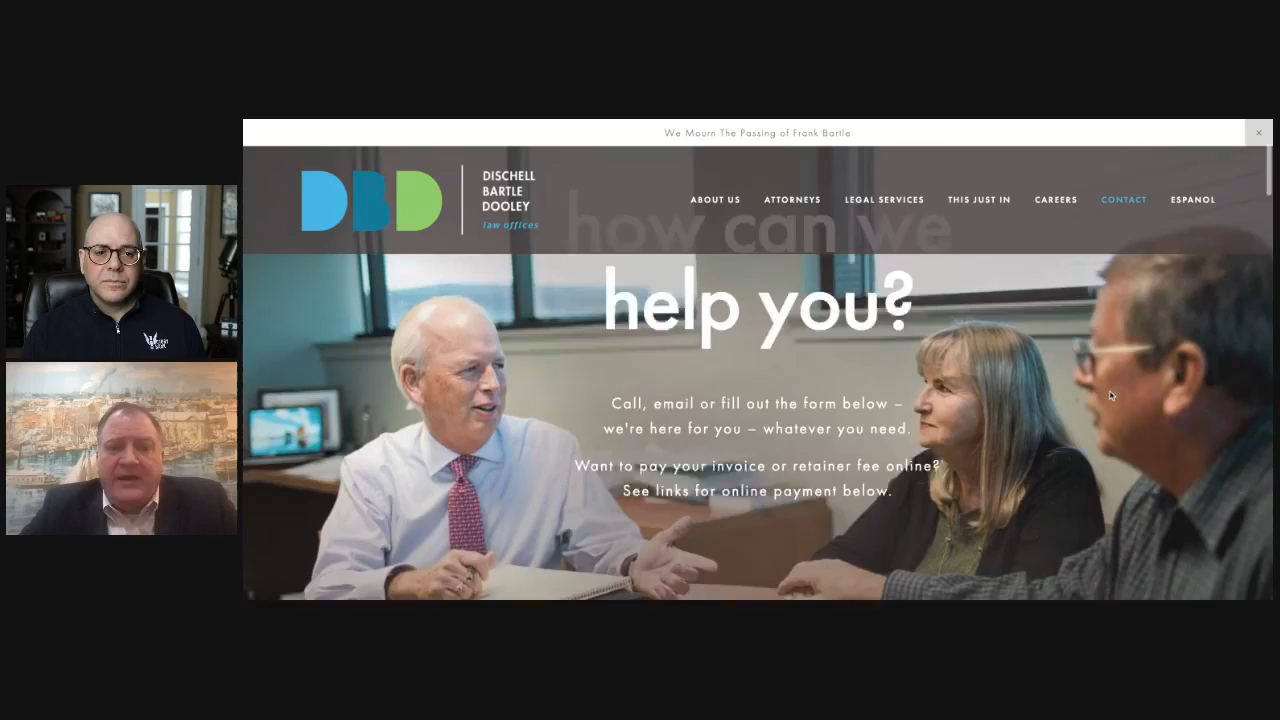 We Mourn The Passing of Frank Bartle
DBD
DISCHELL
BARTLE
DOOLEY
law offices
ABOUT US
ATTORNEYS
LEGAL SERVICES
THIS JUST IN
CAREERS
CONTACT
ESPANOL
how can we
help you?
Call, email or fill out the form below –
we're here for you – whatever you need.
Want to pay your invoice or retainer fee online?
See links for online payment below.